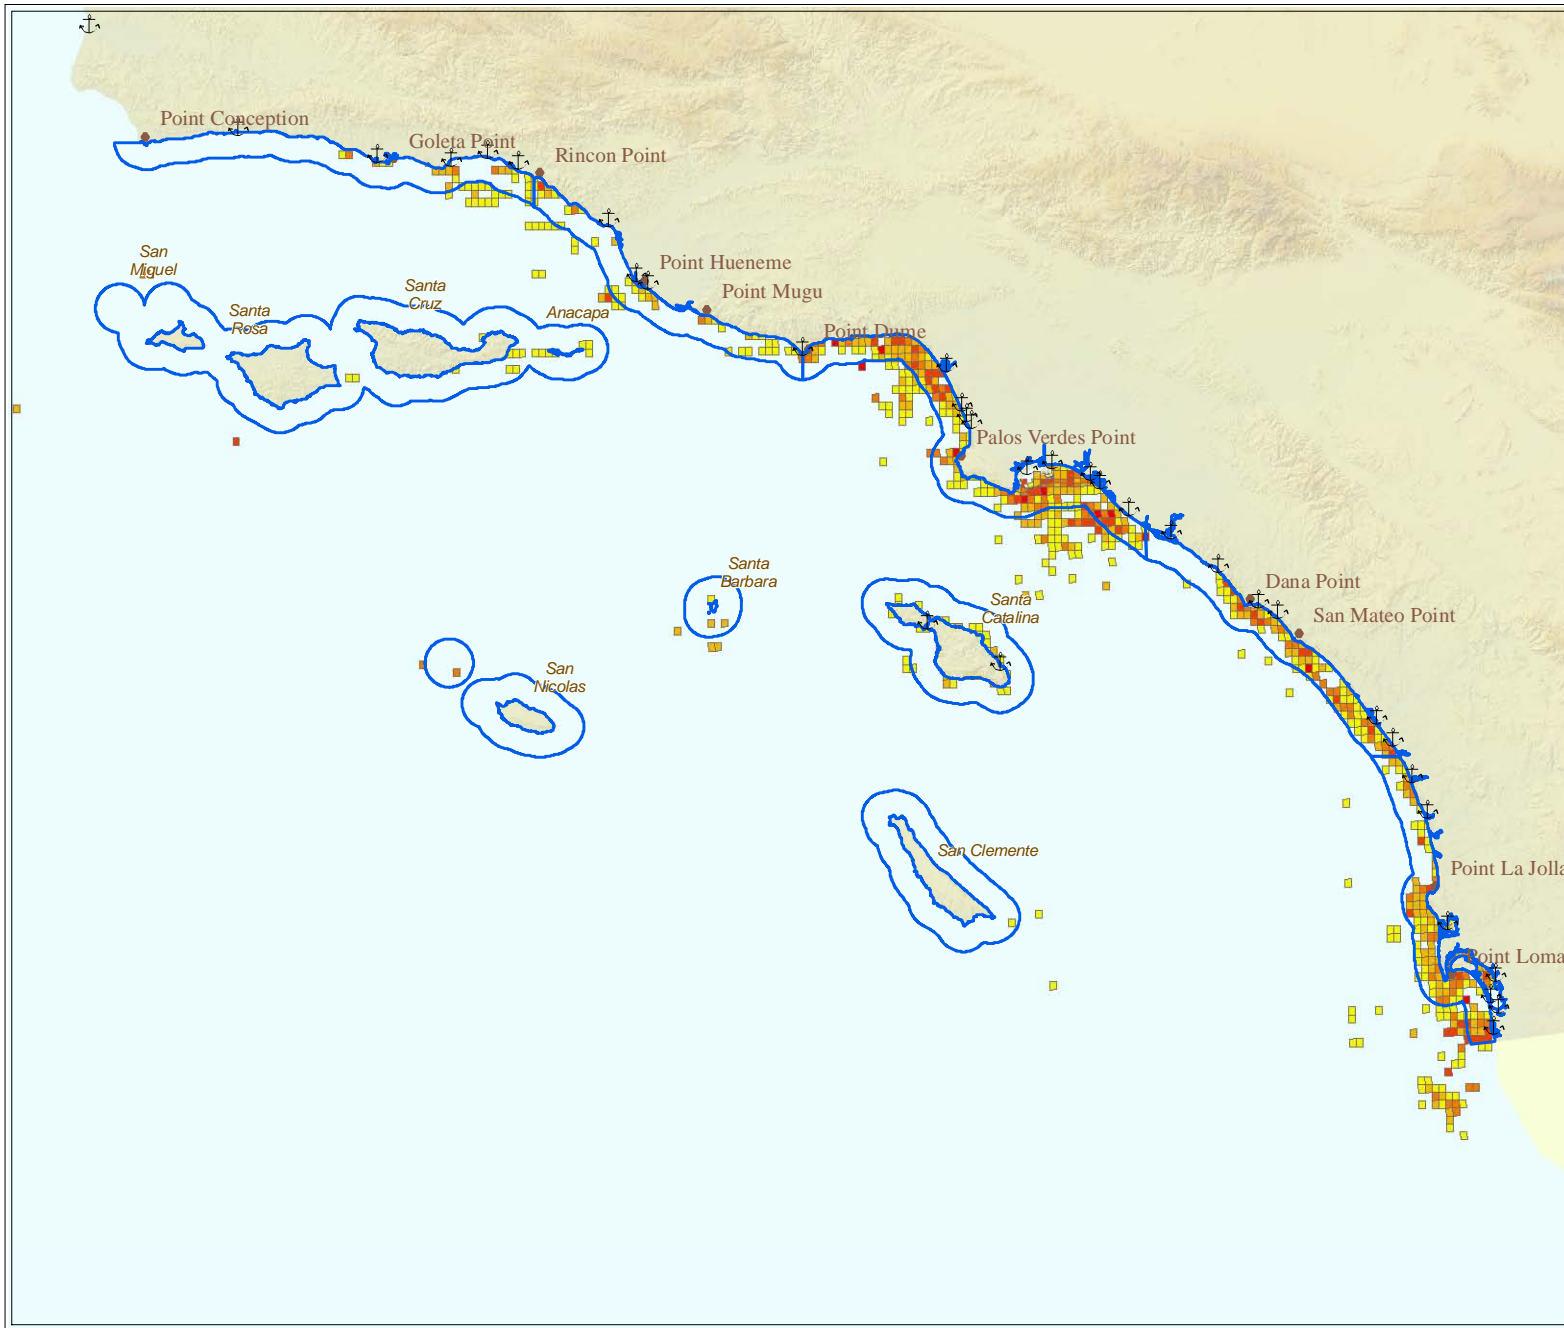 Point Conception
Goleta Point
Rincon Point
San
Miguel
Santa
Rosa
Santa
Cruz
Anacapa
Point Hueneme
Point Mugu
Point Dume
Palos Verdes Point
Santa
Barbara
Santa
Catalina
Dana Point
San Mateo Point
San
Nicolas
San Clemente
Point La Jolla
Point Loma